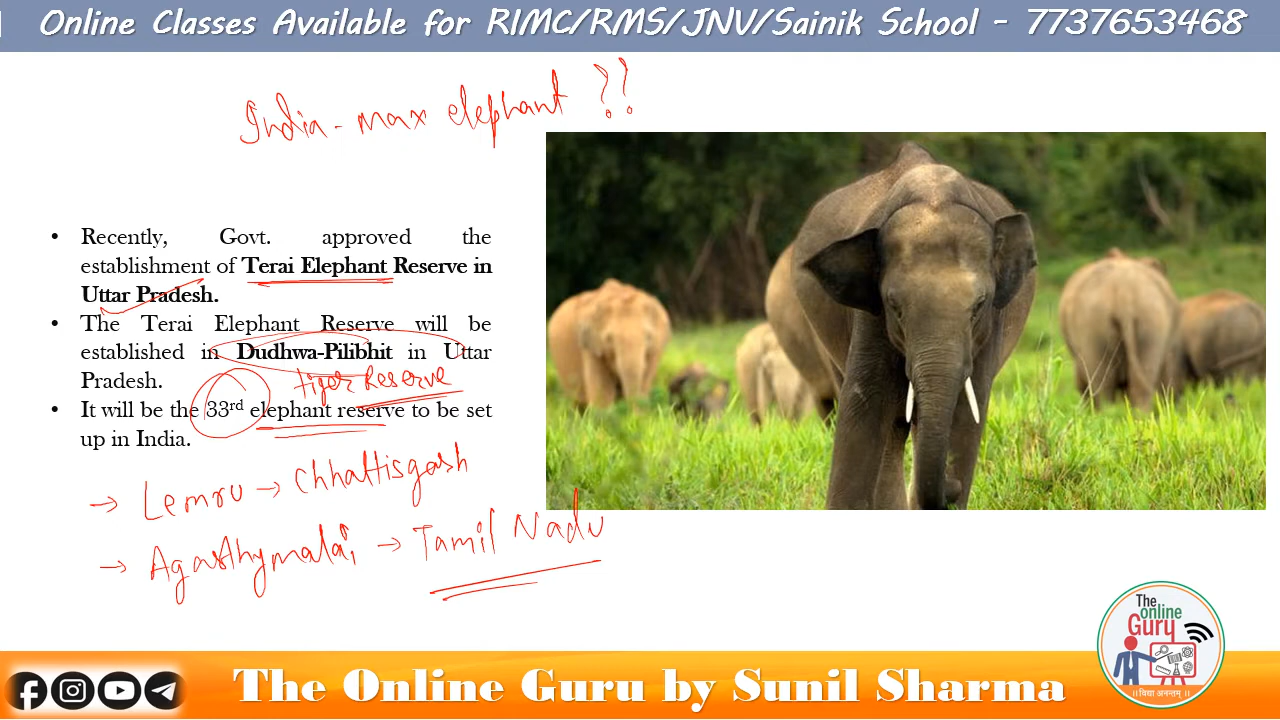 Online Classes Available for RIMC/RMS/JNV/Sainik School - 7737653468
India - max elephant ??
• Recently, Govt. approved the
establishment of Terai Elephant Reserve in
Uttar Pradesh.
• The Terai Elephant Reserve will be
established in Dudhwa-Pilibhit in Uttar
Pradesh.
tiger Reserve
• It will be the 33rd elephant reserve to be set
up in India.
→ Lemru → Chhattisgash
→ Agasthymalai → Tamil Nadu
The
online
Guru
।। विद्या अनन्तम् ।।
The Online Guru by Sunil Sharma